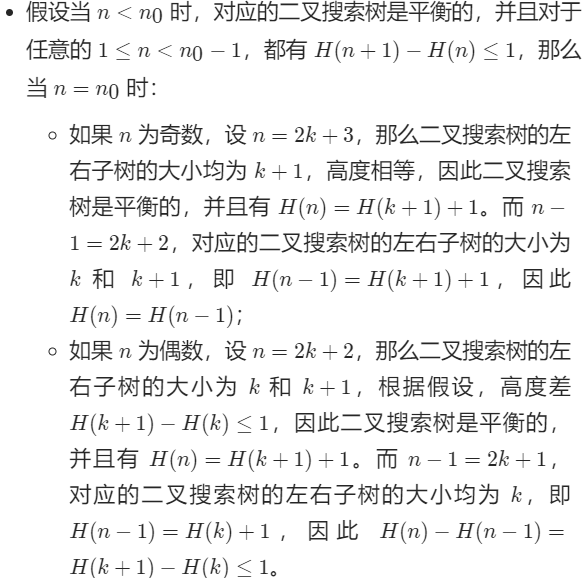 • 假设当 n < n0 时，对应的二叉搜索树是平衡的，并且对于
任意的 1 ≤ n < n0 − 1，都有 H(n + 1) − H(n) ≤ 1，那么
当 n = n0 时：
◦ 如果 n 为奇数，设 n = 2k + 3，那么二叉搜索树的左
右子树的大小均为 k + 1，高度相等，因此二叉搜索
树是平衡的，并且有 H(n) = H(k + 1) + 1。而 n −
1 = 2k + 2，对应的二叉搜索树的左右子树的大小为
k 和 k + 1，即 H(n − 1) = H(k + 1) + 1，因此
H(n) = H(n − 1)；
◦ 如果 n 为偶数，设 n = 2k + 2，那么二叉搜索树的左
右子树的大小为 k 和 k + 1，根据假设，高度差
H(k + 1) − H(k) ≤ 1，因此二叉搜索树是平衡的，
并且有 H(n) = H(k + 1) + 1。而 n − 1 = 2k + 1，
对应的二叉搜索树的左右子树的大小均为 k，即
H(n − 1) = H(k) + 1，因此 H(n) − H(n − 1) =
H(k + 1) − H(k) ≤ 1。